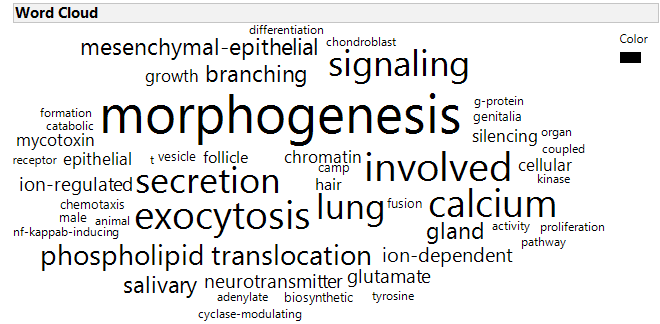 Word Cloud
differentiation
Color
mesenchymal-epithelial
chondroblast
signaling
growth
branching
morphogenesis
g-protein
genitalia
formation
catabolic
mycotoxin
silencing
organ
coupled
receptor
epithelial
t
vesicle
follicle
chromatin
camp
involved
cellular
kinase
ion-regulated
secretion
hair
chemotaxis
male
animal
nf-kappab-inducing
exocytosis
lung
fusion
calcium
gland
activity
proliferation
pathway
phospholipid
translocation
ion-dependent
salivary
neurotransmitter
glutamate
adenylate
biosynthetic
tyrosine
cyclase-modulating